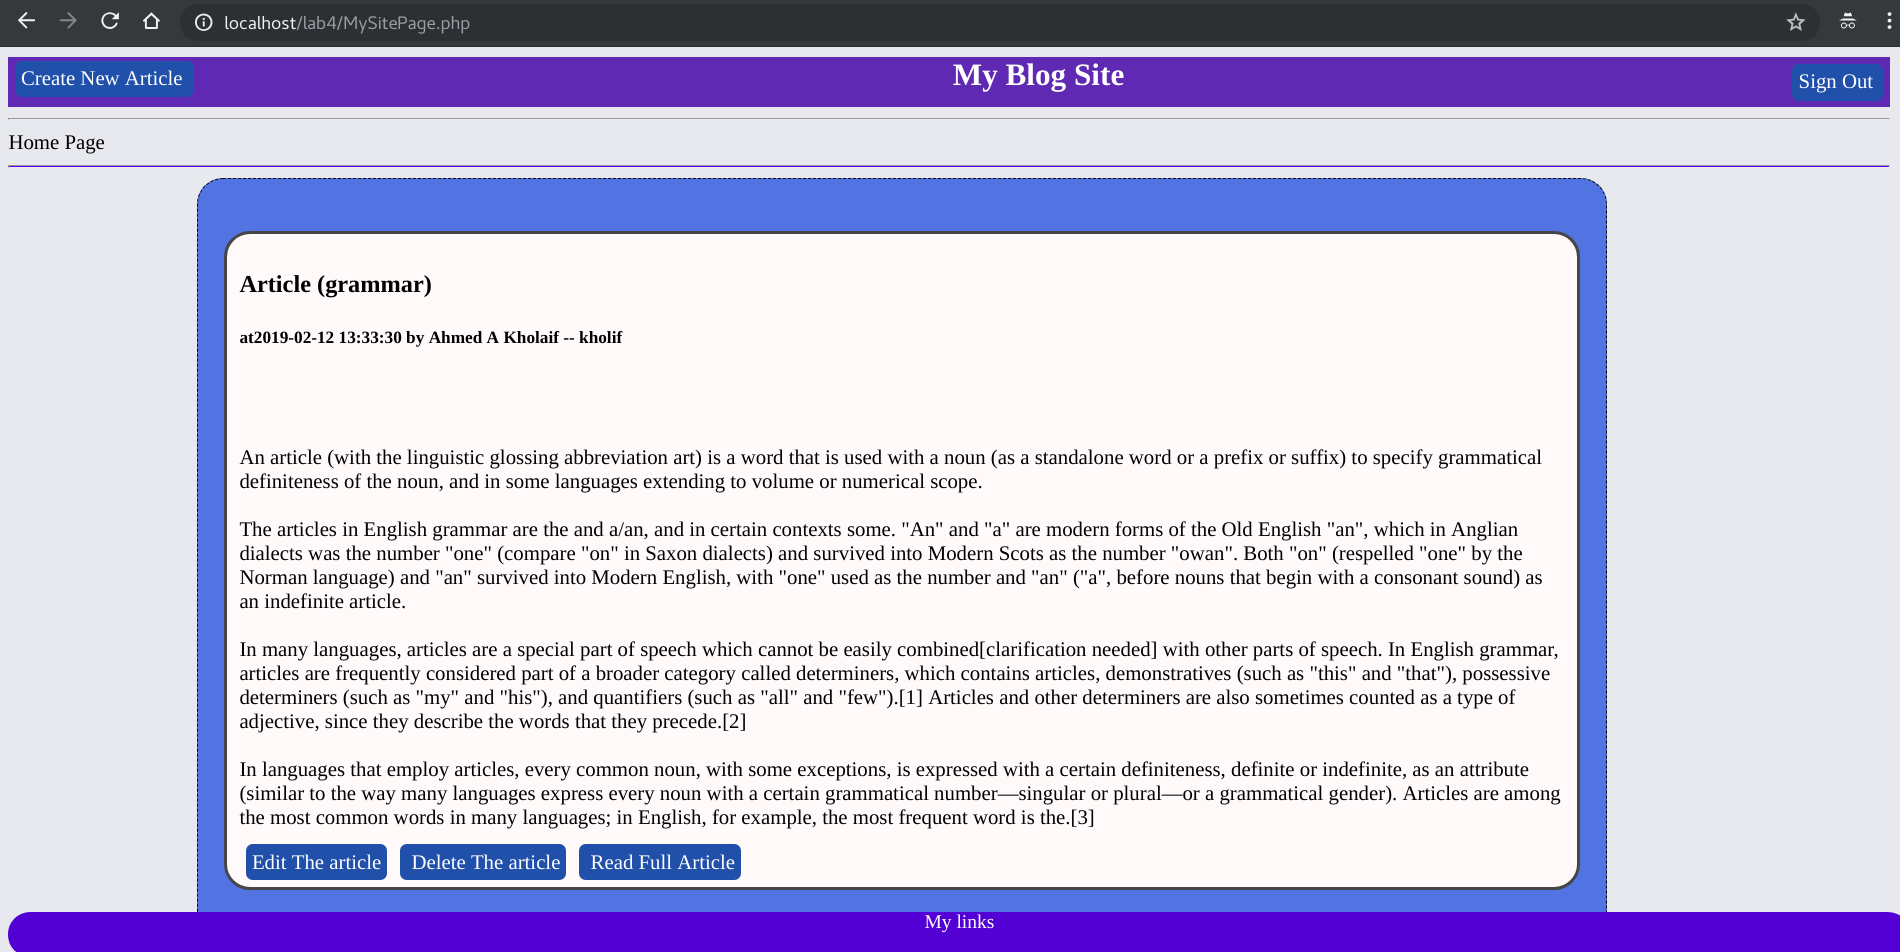 localhost/lab4/MySitePage.php
Create New Article
My Blog Site
Sign Out
Home Page
Article (grammar)
at2019-02-12 13:33:30 by Ahmed A Kholaif -- kholif
An article (with the linguistic glossing abbreviation art) is a word that is used with a noun (as a standalone word or a prefix or suffix) to specify grammatical
definiteness of the noun, and in some languages extending to volume or numerical scope.
The articles in English grammar are the and a/an, and in certain contexts some. "An" and "a" are modern forms of the Old English "an", which in Anglian
dialects was the number "one" (compare "on" in Saxon dialects) and survived into Modern Scots as the number "owan". Both "on" (respelled "one" by the
Norman language) and "an" survived into Modern English, with "one" used as the number and "an" ("a", before nouns that begin with a consonant sound) as
an indefinite article.
In many languages, articles are a special part of speech which cannot be easily combined[clarification needed] with other parts of speech. In English grammar,
articles are frequently considered part of a broader category called determiners, which contains articles, demonstratives (such as "this" and "that"), possessive
determiners (such as "my" and "his"), and quantifiers (such as "all" and "few").[1] Articles and other determiners are also sometimes counted as a type of
adjective, since they describe the words that they precede.[2]
In languages that employ articles, every common noun, with some exceptions, is expressed with a certain definiteness, definite or indefinite, as an attribute
(similar to the way many languages express every noun with a certain grammatical number—singular or plural—or a grammatical gender). Articles are among
the most common words in many languages; in English, for example, the most frequent word is the.[3]
Edit The article
Delete The article
Read Full Article
My links